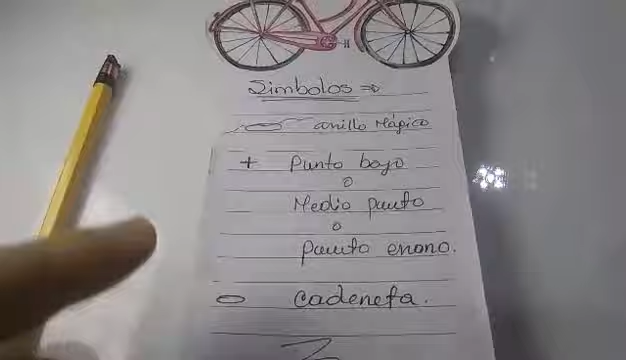 Simbolos ⇒
anillo Mágico
+ Punto bajo
o
Medio punto
o
punto enano.
cadeneta.